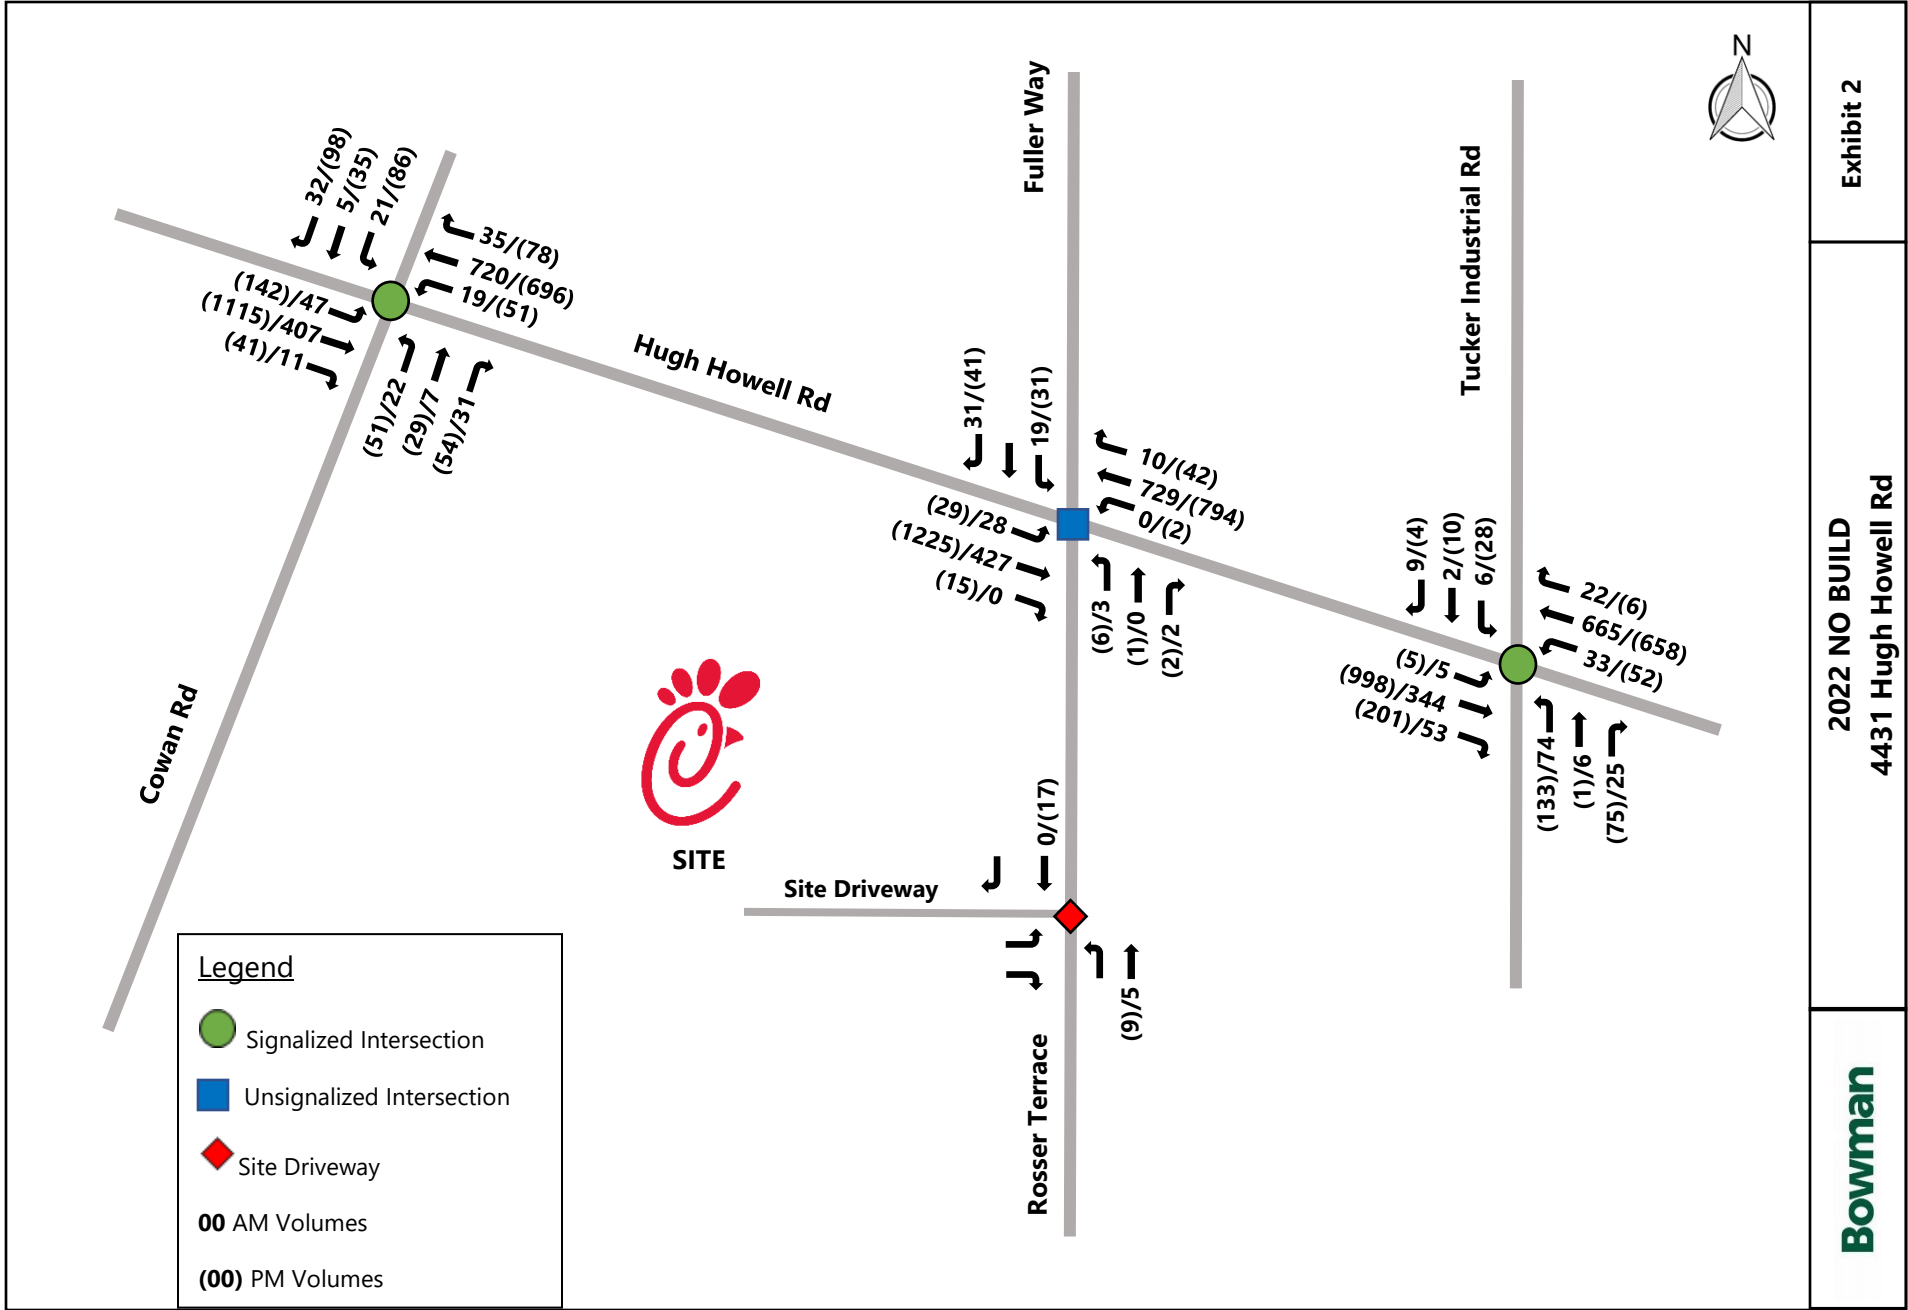 N
Exhibit 2
2022 NO BUILD
4431 Hugh Howell Rd
Bowman
Fuller Way
Tucker Industrial Rd
Hugh Howell Rd
Cowan Rd
Rosser Terrace
Site Driveway
SITE
32/(98)
5/(35)
21/(86)
35/(78)
720/(696)
19/(51)
(142)/47
(1115)/407
(41)/11
(51)/22
(29)/7
(54)/31
31/(41)
19/(31)
10/(42)
729/(794)
0/(2)
(29)/28
(1225)/427
(15)/0
(6)/3
(1)/0
(2)/2
9/(4)
2/(10)
6/(28)
22/(6)
665/(658)
33/(52)
(5)/5
(998)/344
(201)/53
(133)/74
(1)/6
(75)/25
0/(17)
(9)/5
Legend
Signalized Intersection
Unsignalized Intersection
Site Driveway
00 AM Volumes
(00) PM Volumes